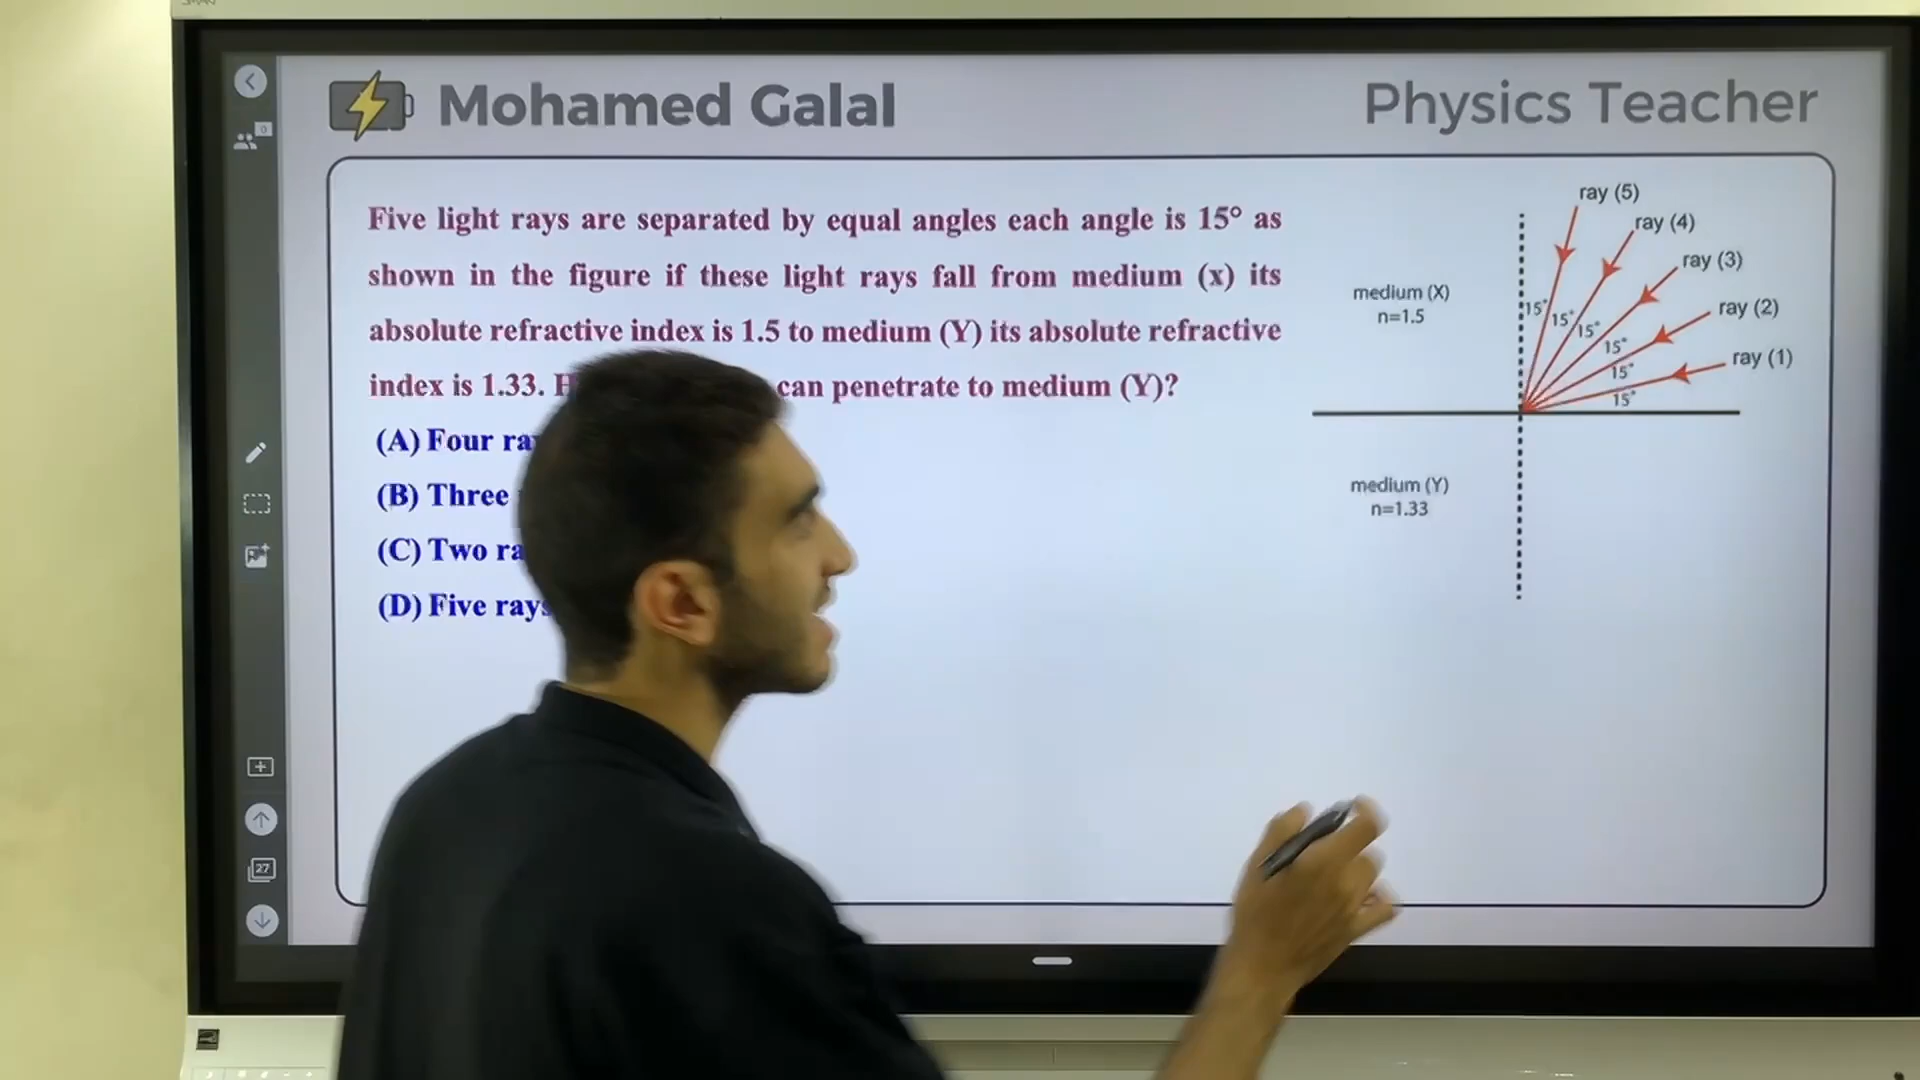 Mohamed Galal
Physics Teacher
Five light rays are separated by equal angles each angle is 15° as
shown in the figure if these light rays fall from medium (x) its
absolute refractive index is 1.5 to medium (Y) its absolute refractive
index is 1.33. can penetrate to medium (Y)?
(A) Four
(B) Three
(C) Two
(D) Five rays
ray (5)
ray (4)
ray (3)
ray (2)
ray (1)
medium (X)
n=1.5
15°
15°
15°
15°
15°
15°
medium (Y)
n=1.33
0
27